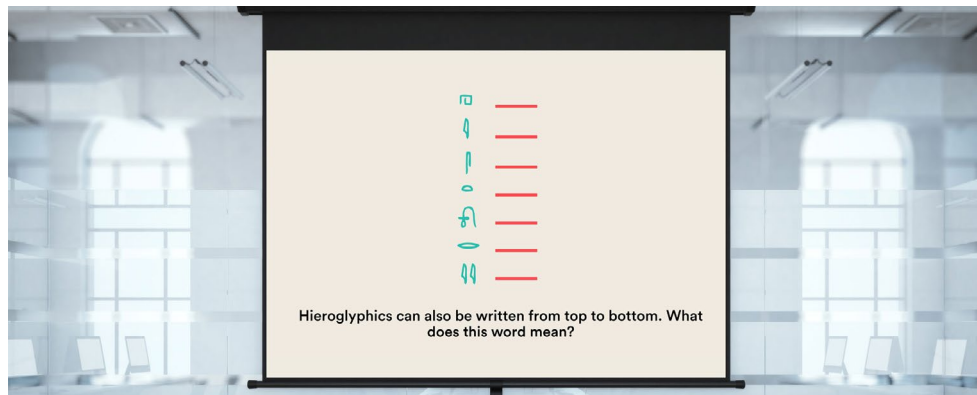 𓉔
𓇋
𓋴
𓏏
𓍯
𓂋
𓇌
Hieroglyphics can also be written from top to bottom. What
does this word mean?